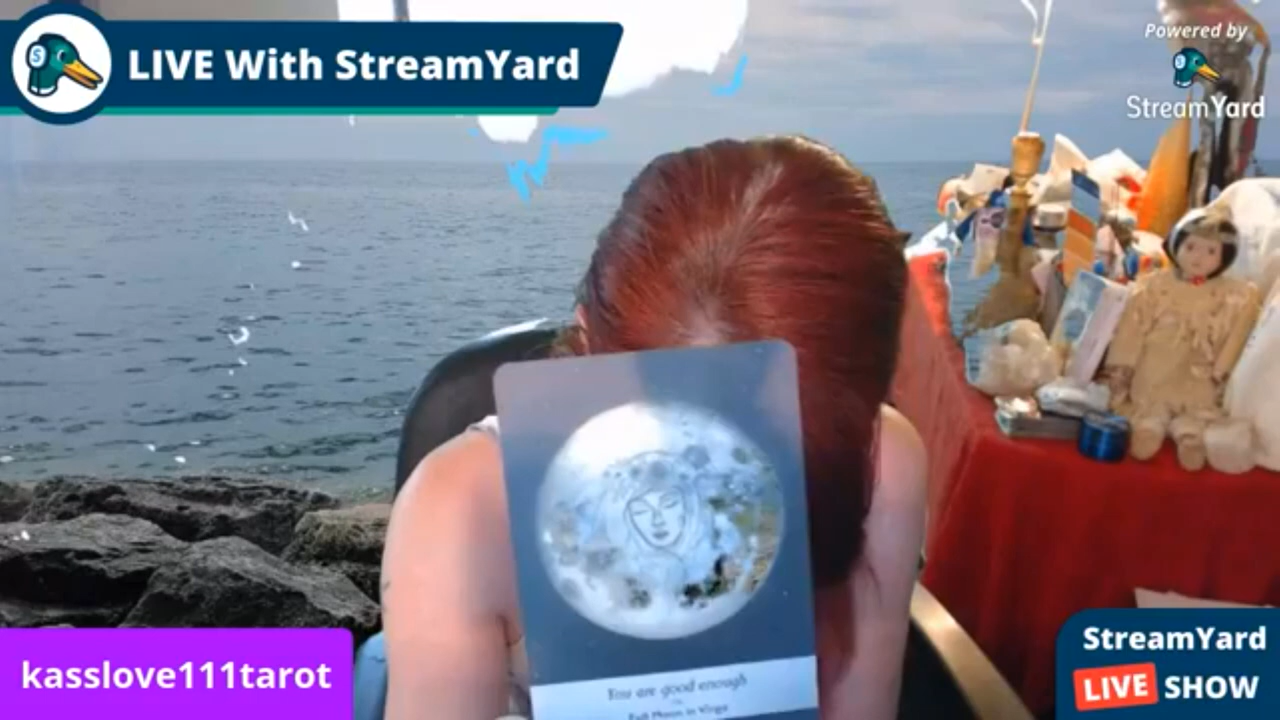 LIVE With StreamYard
Powered by
StreamYard
You are good enough
Full Moon in Virgo
kasslove111tarot
StreamYard
LIVE SHOW